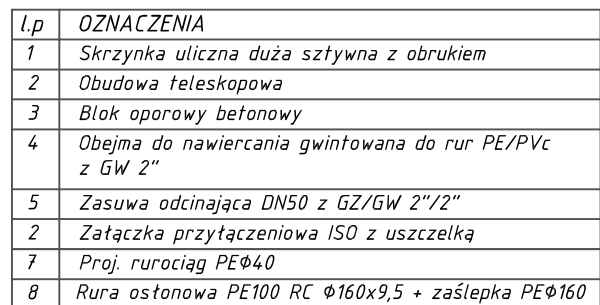 l.p OZNACZENIA
1 Skrzynka uliczna duża sztywna z obrukiem
2 Obudowa teleskopowa
3 Blok oporowy betonowy
4 Obejma do nawiercania gwintowana do rur PE/PVc
z GW 2"
5 Zasuwa odcinająca DN50 z GZ/GW 2"/2"
2 Załączka przyłączeniowa ISO z uszczelką
7 Proj. rurociąg PEΦ40
8 Rura osłonowa PE100 RC Φ160x9,5 + zaślepka PEΦ160